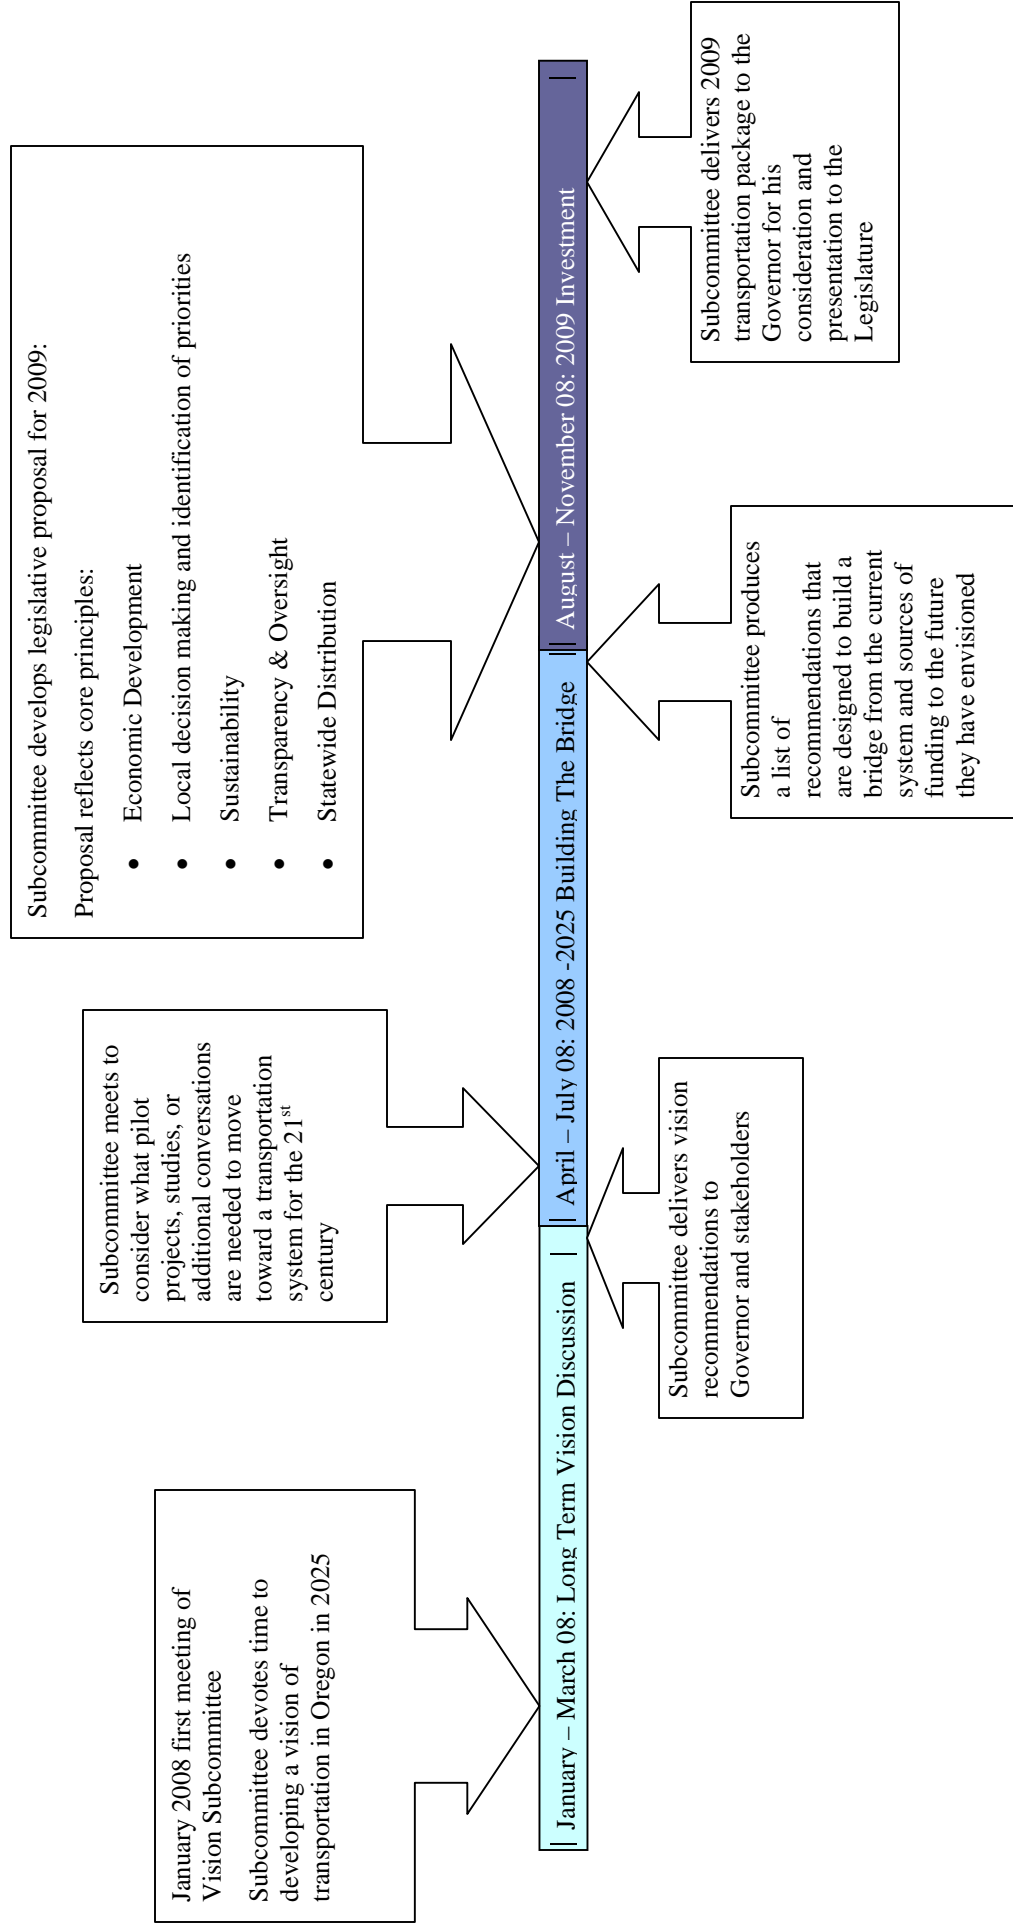 January 2008 first meeting of
Vision Subcommittee
Subcommittee devotes time to
developing a vision of
transportation in Oregon in 2025
Subcommittee meets to
consider what pilot
projects, studies, or
additional conversations
are needed to move
toward a transportation
system for the 21st
century
Subcommittee develops legislative proposal for 2009:
Proposal reflects core principles:
• Economic Development
• Local decision making and identification of priorities
• Sustainability
• Transparency & Oversight
• Statewide Distribution
| January – March 08: Long Term Vision Discussion |
| April – July 08: 2008 -2025 Building The Bridge |
| August – November 08: 2009 Investment |
Subcommittee delivers vision
recommendations to
Governor and stakeholders
Subcommittee produces
a list of
recommendations that
are designed to build a
bridge from the current
system and sources of
funding to the future
they have envisioned
Subcommittee delivers 2009
transportation package to the
Governor for his
consideration and
presentation to the
Legislature